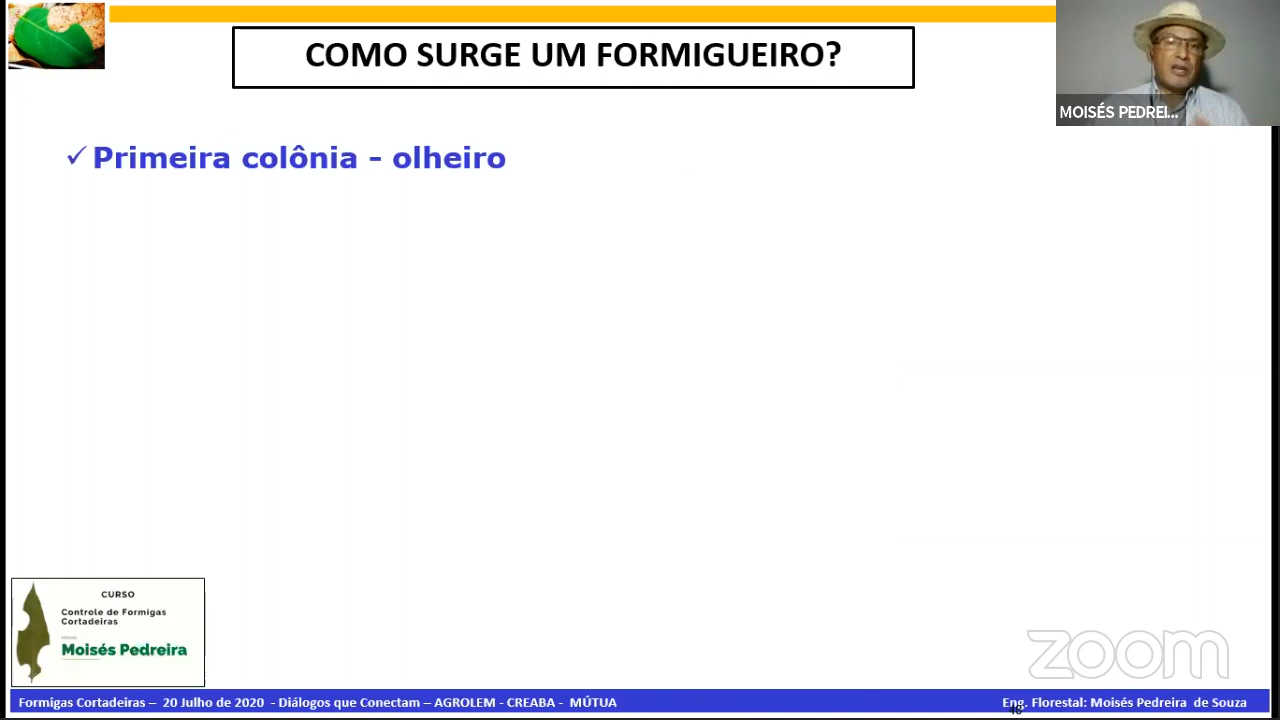 COMO SURGE UM FORMIGUEIRO?
MOISÉS PEDREI...
✓ Primeira colônia - olheiro
CURSO
Controle de Formigas
Cortadeiras
Moisés Pedreira
zoom
Formigas Cortadeiras – 20 Julho de 2020 - Diálogos que Conectam – AGROLEM - CREABA - MÚTUA
Eng. Florestal: Moisés Pedreira de Souza